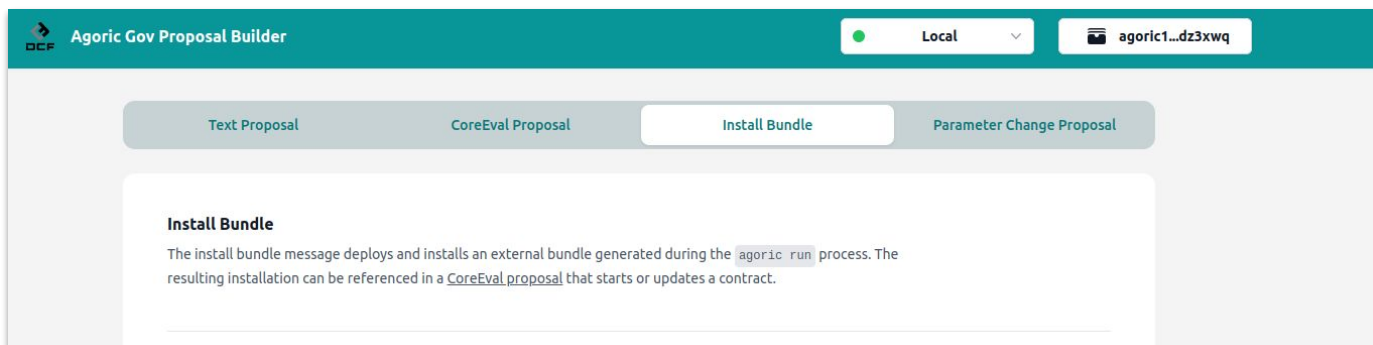 DCF
Agoric Gov Proposal Builder
Local
agoric1...dz3xwq
Text Proposal
CoreEval Proposal
Install Bundle
Parameter Change Proposal
Install Bundle
The install bundle message deploys and installs an external bundle generated during the agoric run process. The
resulting installation can be referenced in a CoreEval proposal that starts or updates a contract.